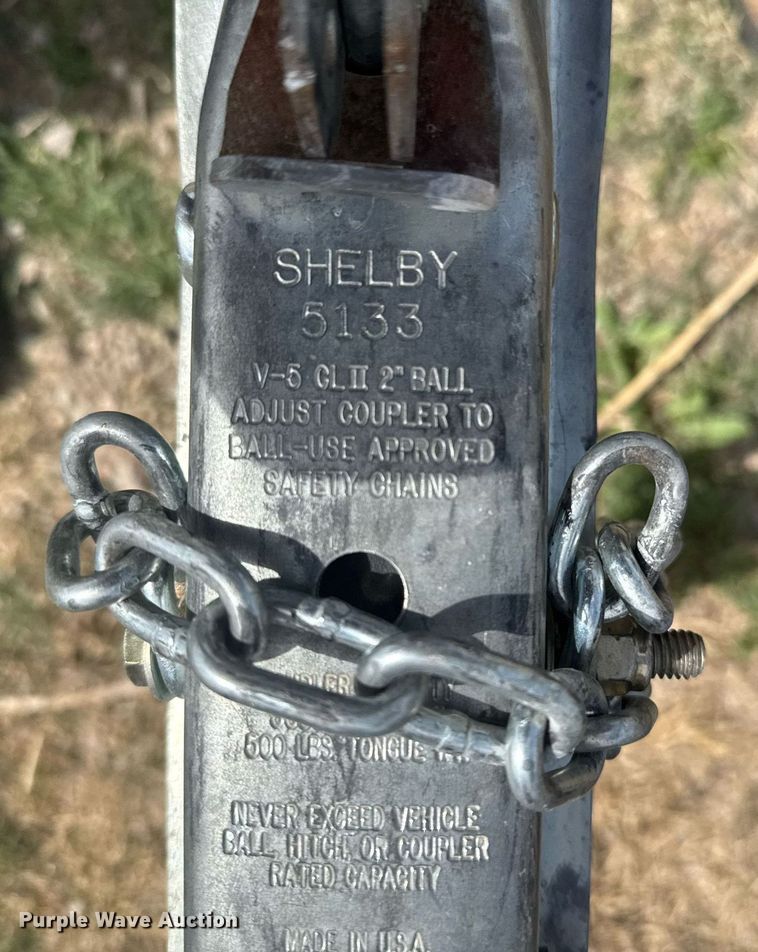 SHELBY
5133
V-5 CL II 2" BALL
ADJUST COUPLER TO
BALL-USE APPROVED
SAFETY CHAINS
500 LBS. TONGUE
NEVER EXCEED VEHICLE
BALL, HITCH, OR COUPLER
RATED CAPACITY
MADE IN U.S.A.
Purple Wave Auction